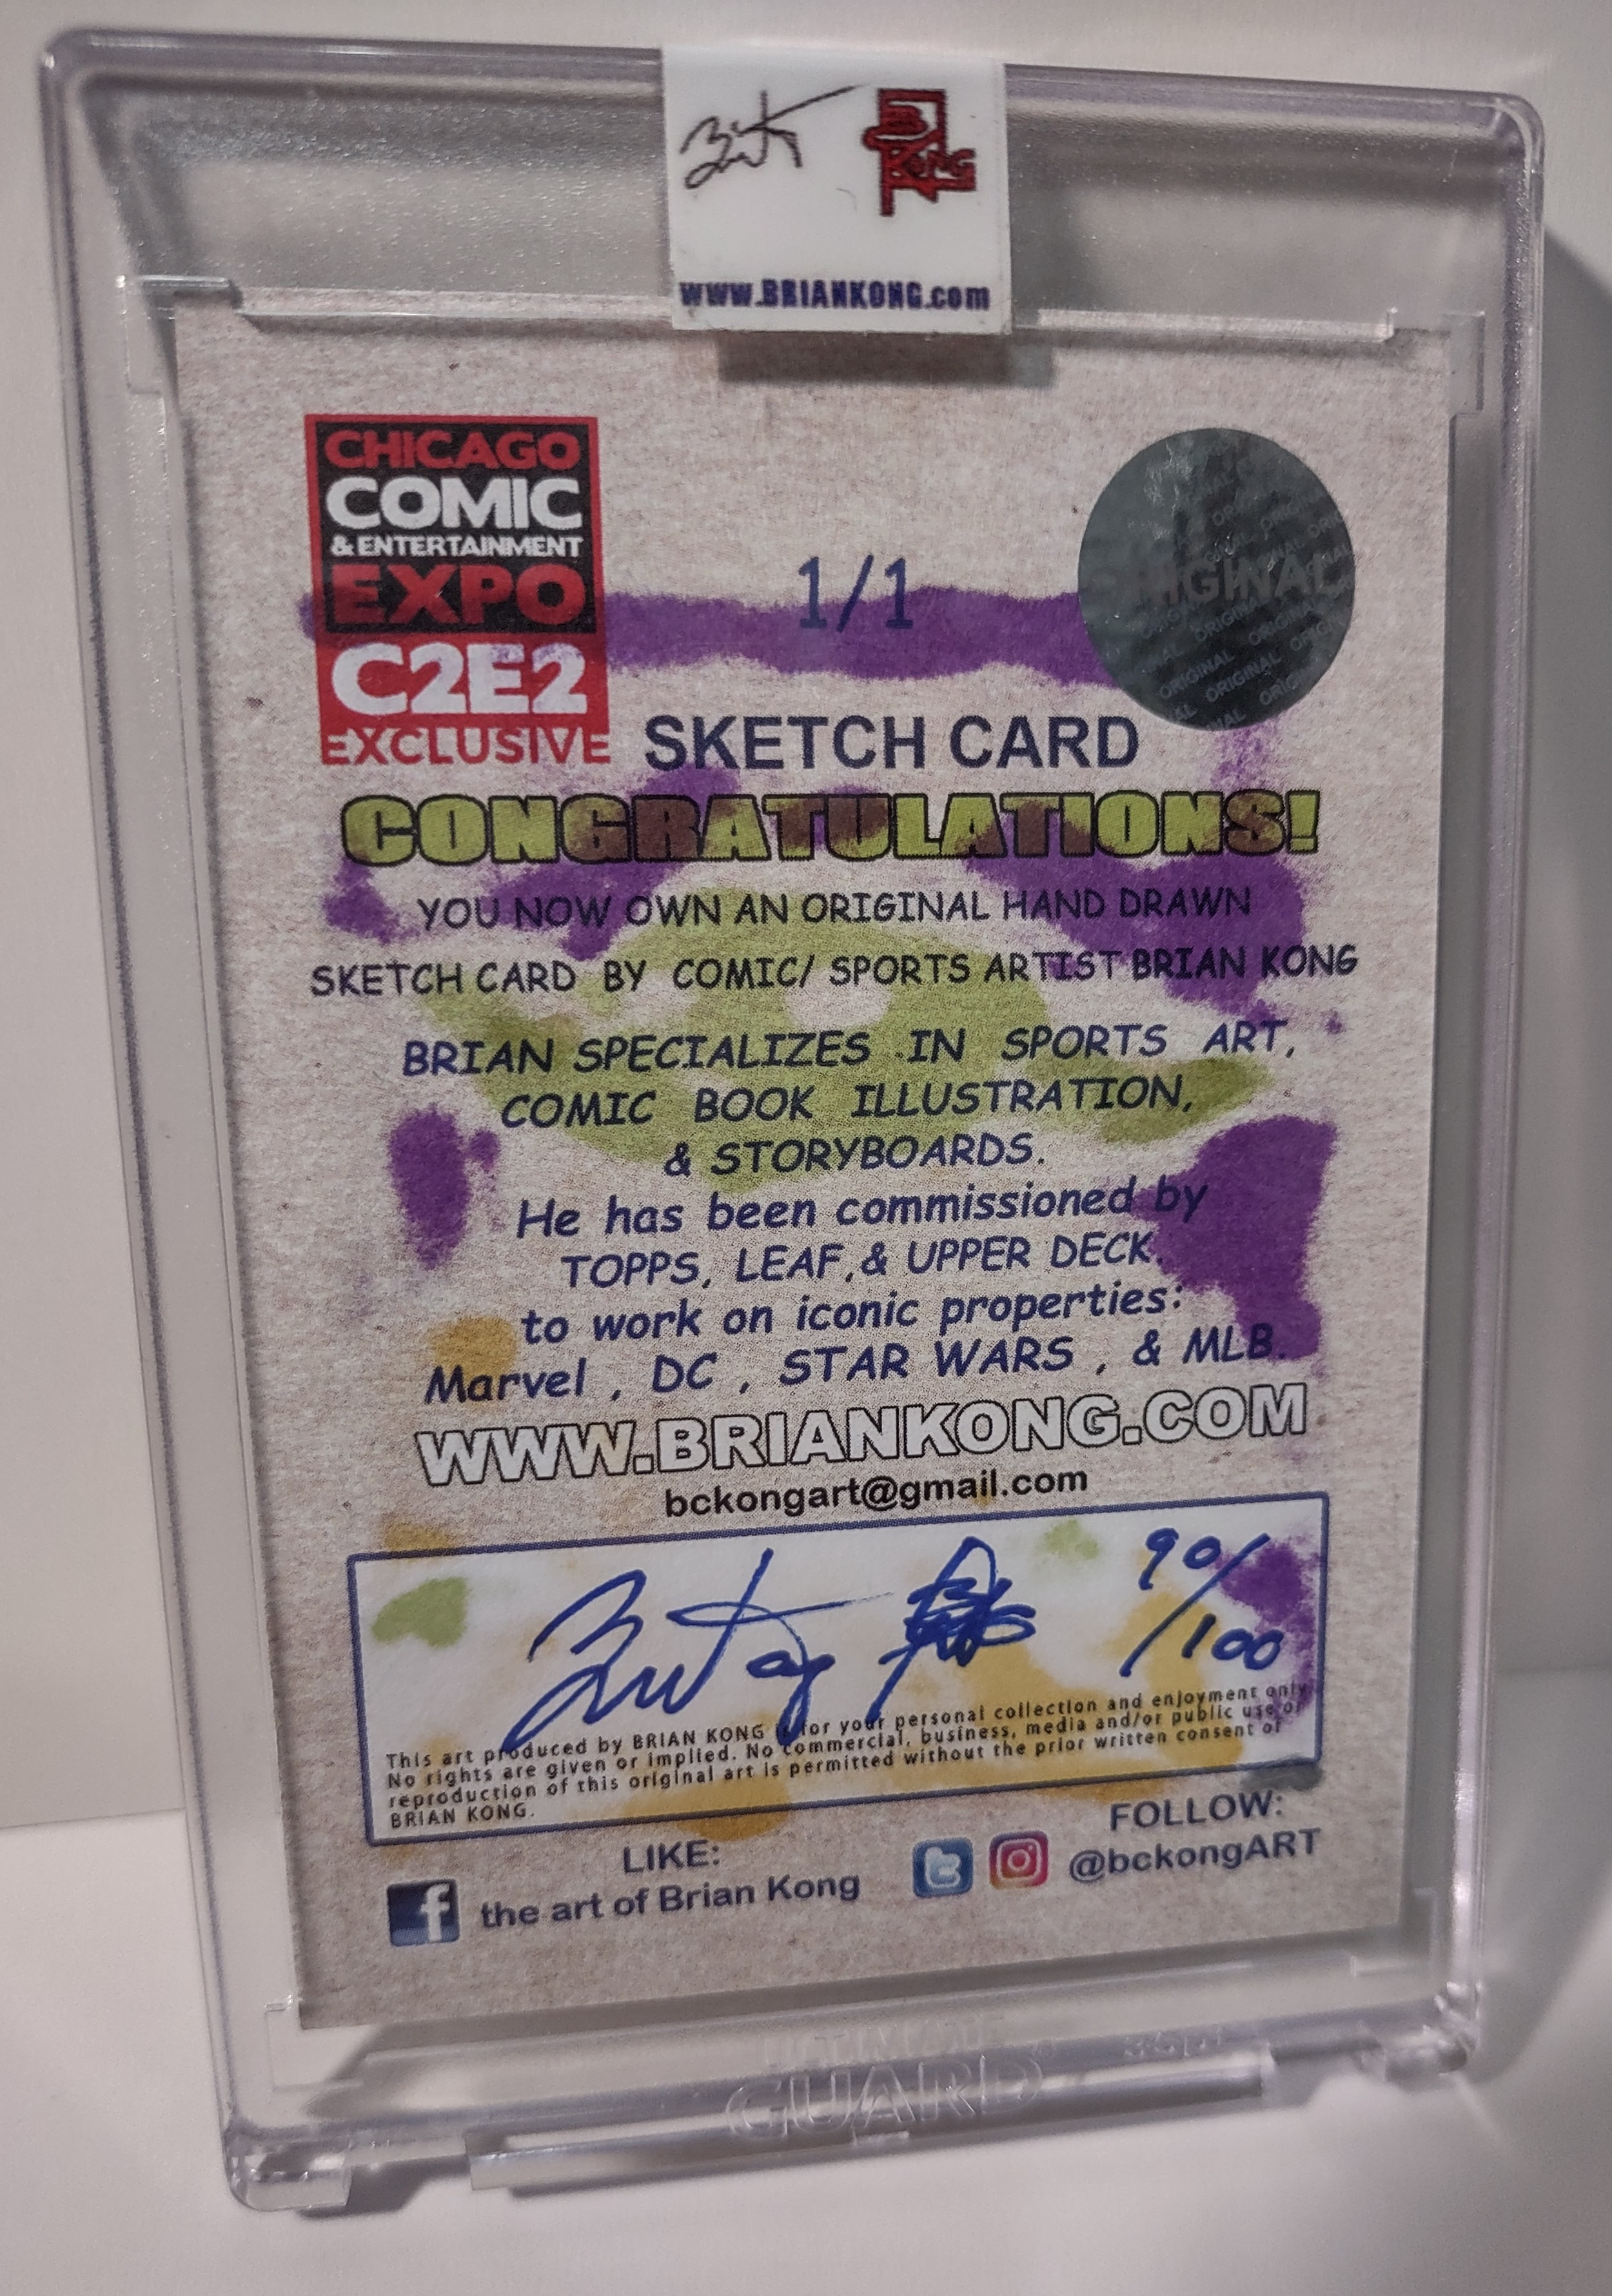 www.BRIANKONG.com
CHICAGO
COMIC
& ENTERTAINMENT
EXPO
C2E2
EXCLUSIVE
1/1
ORIGINAL
SKETCH CARD
CONGRATULATIONS!
YOU NOW OWN AN ORIGINAL HAND DRAWN
SKETCH CARD BY COMIC/ SPORTS ARTIST BRIAN KONG
BRIAN SPECIALIZES IN SPORTS ART,
COMIC BOOK ILLUSTRATION,
& STORYBOARDS.
He has been commissioned by
TOPPS, LEAF,& UPPER DECK.
to work on iconic properties:
Marvel , DC , STAR WARS , & MLB.
WWW.BRIANKONG.COM
bckongart@gmail.com
90/100
This art produced by BRIAN KONG is for your personal collection and enjoyment only.
No rights are given or implied. No commercial, business, media and/or public use or
reproduction of this original art is permitted without the prior written consent of
BRIAN KONG.
LIKE:
the art of Brian Kong
FOLLOW:
@bckongART
ULTIMATE
GUARD